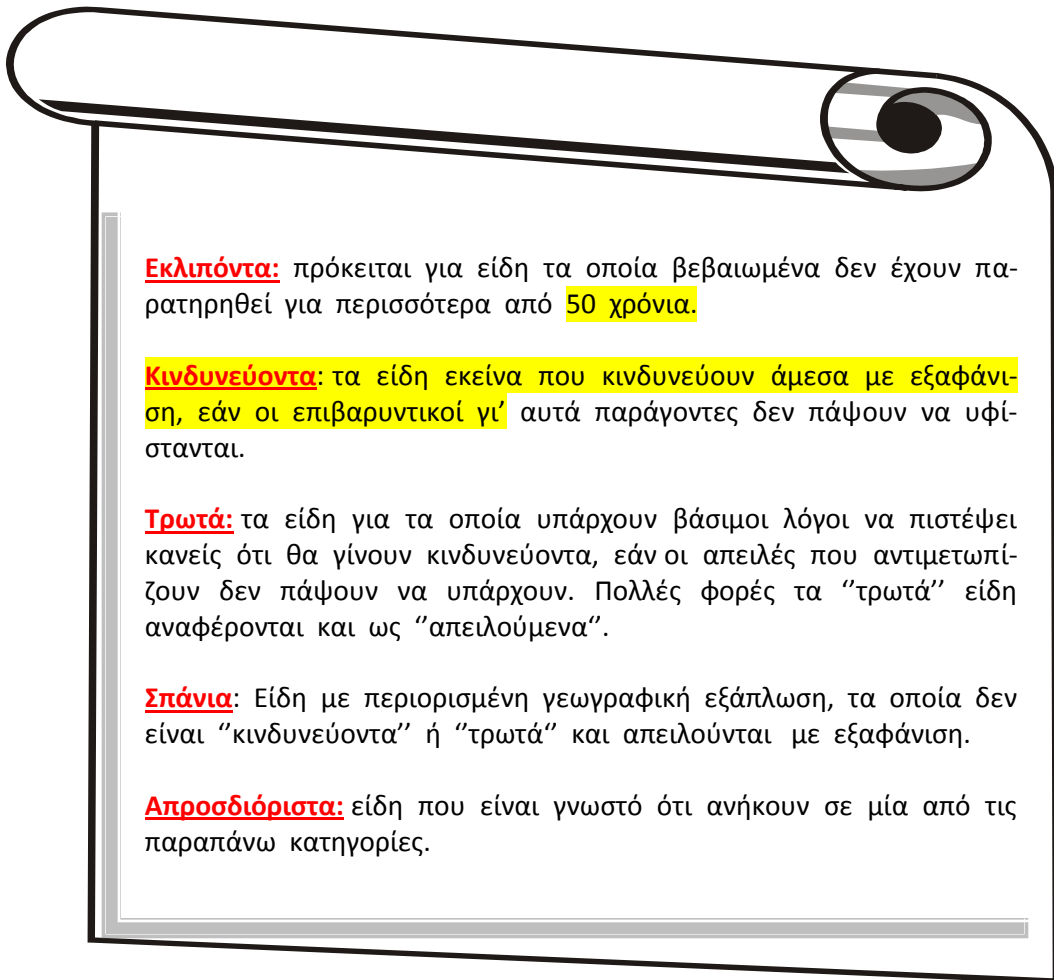 Εκλιπόντα: πρόκειται για είδη τα οποία βεβαιωμένα δεν έχουν πα-
ρατηρηθεί για περισσότερα από 50 χρόνια.
Κινδυνεύοντα: τα είδη εκείνα που κινδυνεύουν άμεσα με εξαφάνι-
ση, εάν οι επιβαρυντικοί γι’ αυτά παράγοντες δεν πάψουν να υφί-
στανται.
Τρωτά: τα είδη για τα οποία υπάρχουν βάσιμοι λόγοι να πιστέψει
κανείς ότι θα γίνουν κινδυνεύοντα, εάν οι απειλές που αντιμετωπί-
ζουν δεν πάψουν να υπάρχουν. Πολλές φορές τα ‘’τρωτά’’ είδη
αναφέρονται και ως ‘’απειλούμενα‘’.
Σπάνια: Είδη με περιορισμένη γεωγραφική εξάπλωση, τα οποία δεν
είναι ‘’κινδυνεύοντα’’ ή ‘’τρωτά‘’ και απειλούνται με εξαφάνιση.
Απροσδιόριστα: είδη που είναι γνωστό ότι ανήκουν σε μία από τις
παραπάνω κατηγορίες.